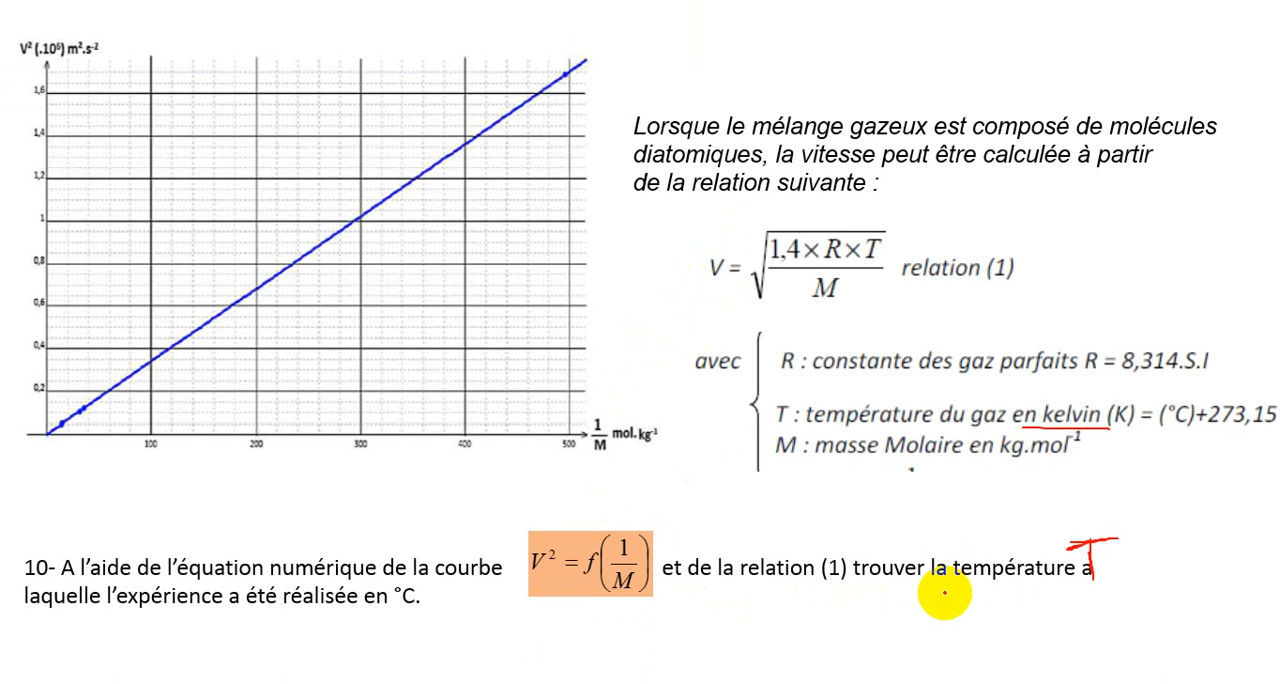 V² (.10⁶) m².s⁻²
1,6
1,4
1,2
1
0,8
0,6
0,4
0,2
100 200 300 400 500
1/M mol.kg⁻¹
Lorsque le mélange gazeux est composé de molécules
diatomiques, la vitesse peut être calculée à partir
de la relation suivante :
V = √(1,4×R×T / M) relation (1)
avec
R : constante des gaz parfaits R = 8,314.S.I
T : température du gaz en kelvin (K) = (°C)+273,15
M : masse Molaire en kg.mol⁻¹
10- A l’aide de l’équation numérique de la courbe V² = f(1/M) et de la relation (1) trouver la température à T
laquelle l’expérience a été réalisée en °C.